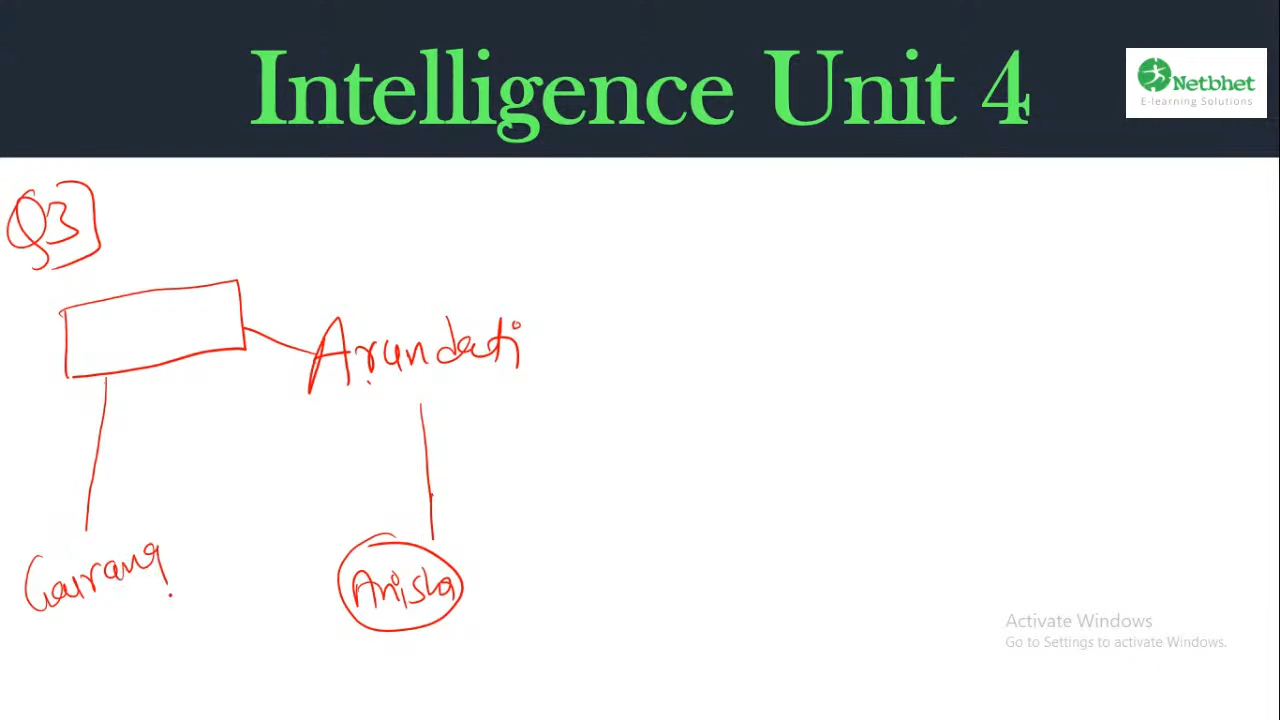 Intelligence Unit 4
Netbhet
E-learning Solutions
Q3]
Arundati
Gaurang
Anisha
Activate Windows
Go to Settings to activate Windows.